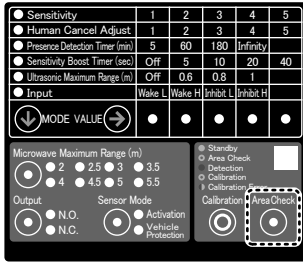 Sensitivity 1 2 3 4 5
Human Cancel Adjust 1 2 3 4 5
Presence Detection Timer (min) 5 60 180 Infinity
Sensitivity Boost Timer (sec) Off 5 10 20 40
Ultrasonic Maximum Range (m) Off 0.6 0.8 1
Input Wake L Wake H Inhibit L Inhibit H
MODE VALUE
Microwave Maximum Range (m)
2 2.5 3 3.5
4 4.5 5 5.5
Standby
Area Check
Detection
Calibration
Calibration Error
Output
N.O.
N.C.
Sensor Mode
Activation
Vehicle
Protection
Calibration
Area Check